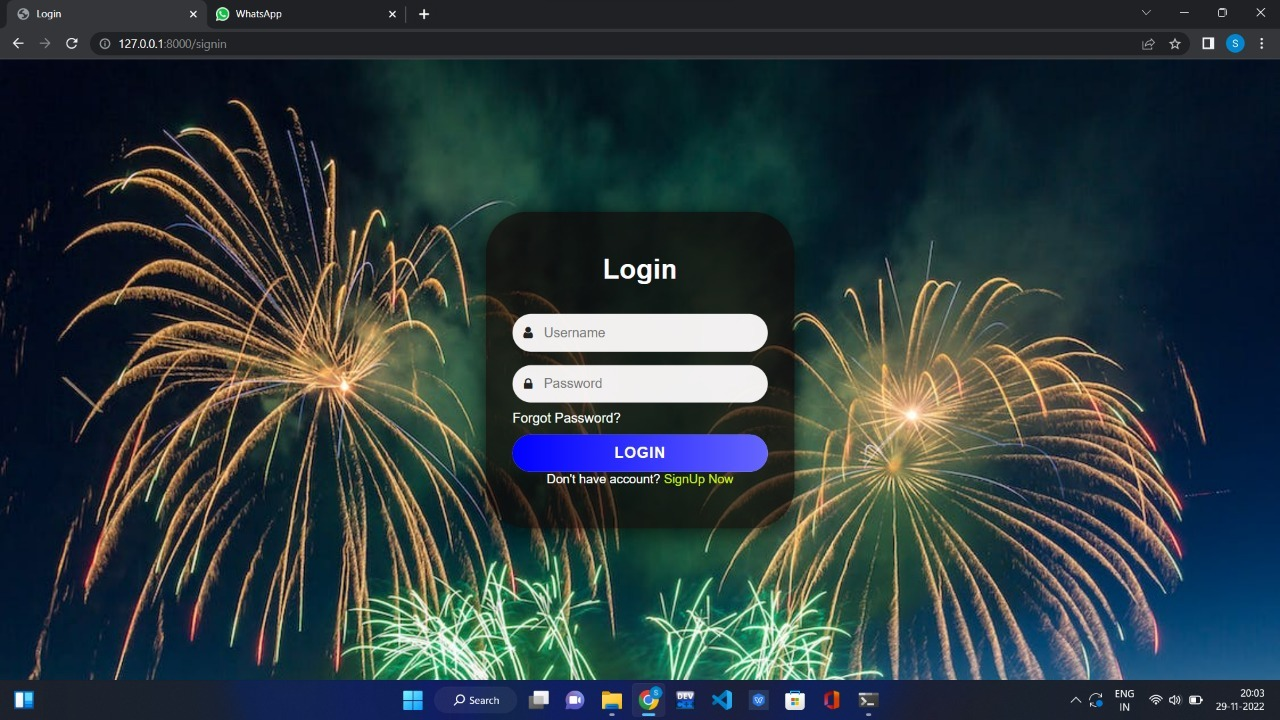 Login
WhatsApp
127.0.0.1:8000/signin
S
Login
Username
Password
Forgot Password?
LOGIN
Don't have account? SignUp Now
Search
DEV
ENG
IN
20:03
29-11-2022